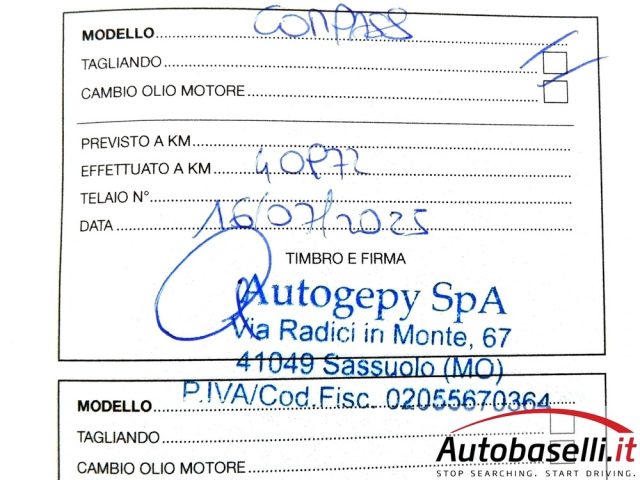 MODELLO COMPASS
TAGLIANDO
CAMBIO OLIO MOTORE
PREVISTO A KM
EFFETTUATO A KM 40872
TELAIO N°
DATA 16/07/2025
TIMBRO E FIRMA
Autogepy SpA
Via Radici in Monte, 67
41049 Sassuolo (MO)
P.IVA/Cod.Fisc. 02055670364
MODELLO
TAGLIANDO
CAMBIO OLIO MOTORE
Autobaselli.it
STOP SEARCHING. START DRIVING.